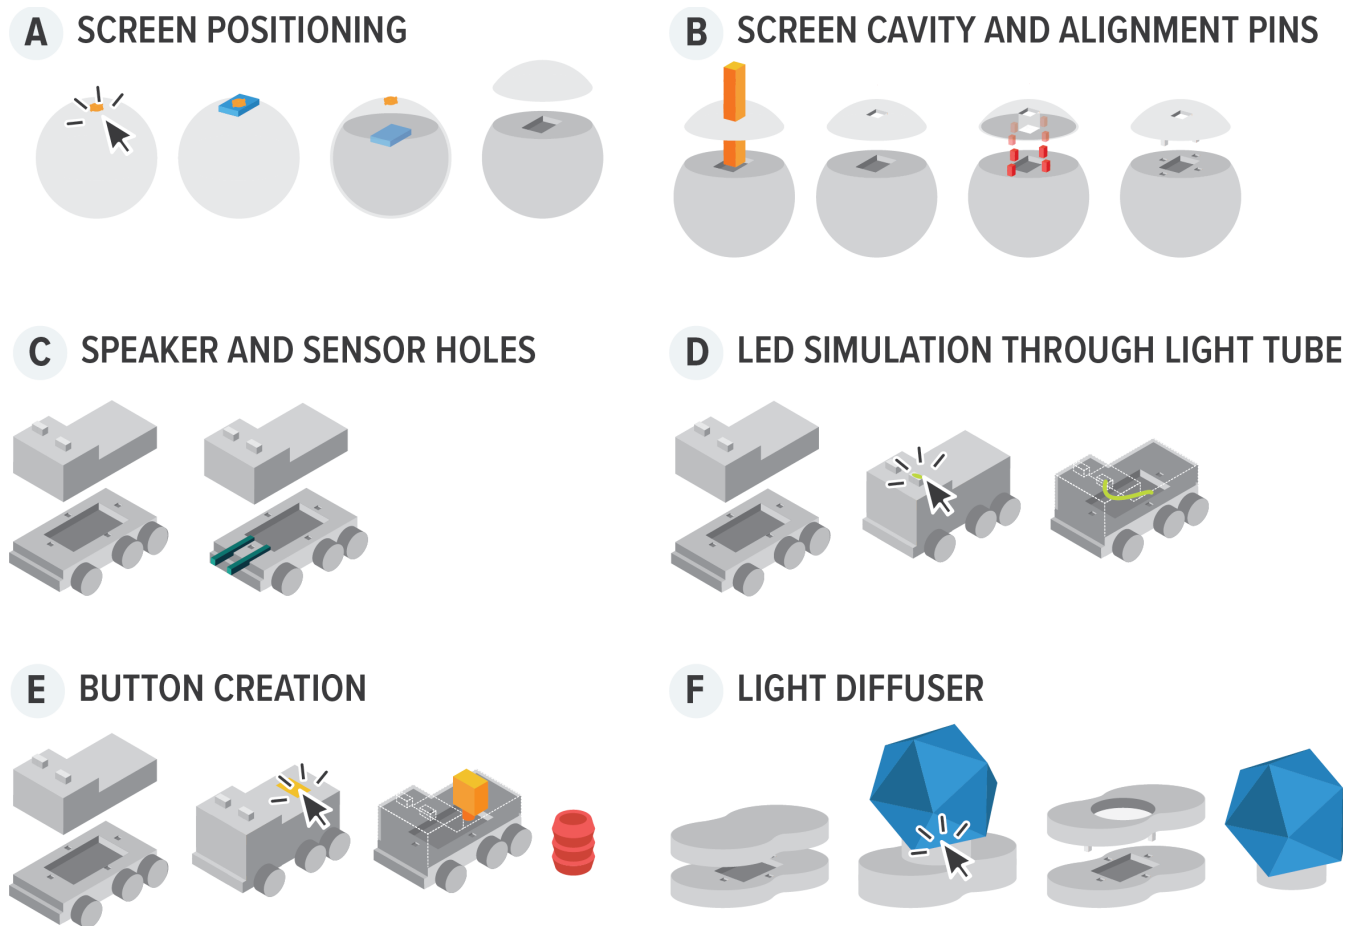 A SCREEN POSITIONING
B SCREEN CAVITY AND ALIGNMENT PINS
C SPEAKER AND SENSOR HOLES
D LED SIMULATION THROUGH LIGHT TUBE
E BUTTON CREATION
F LIGHT DIFFUSER